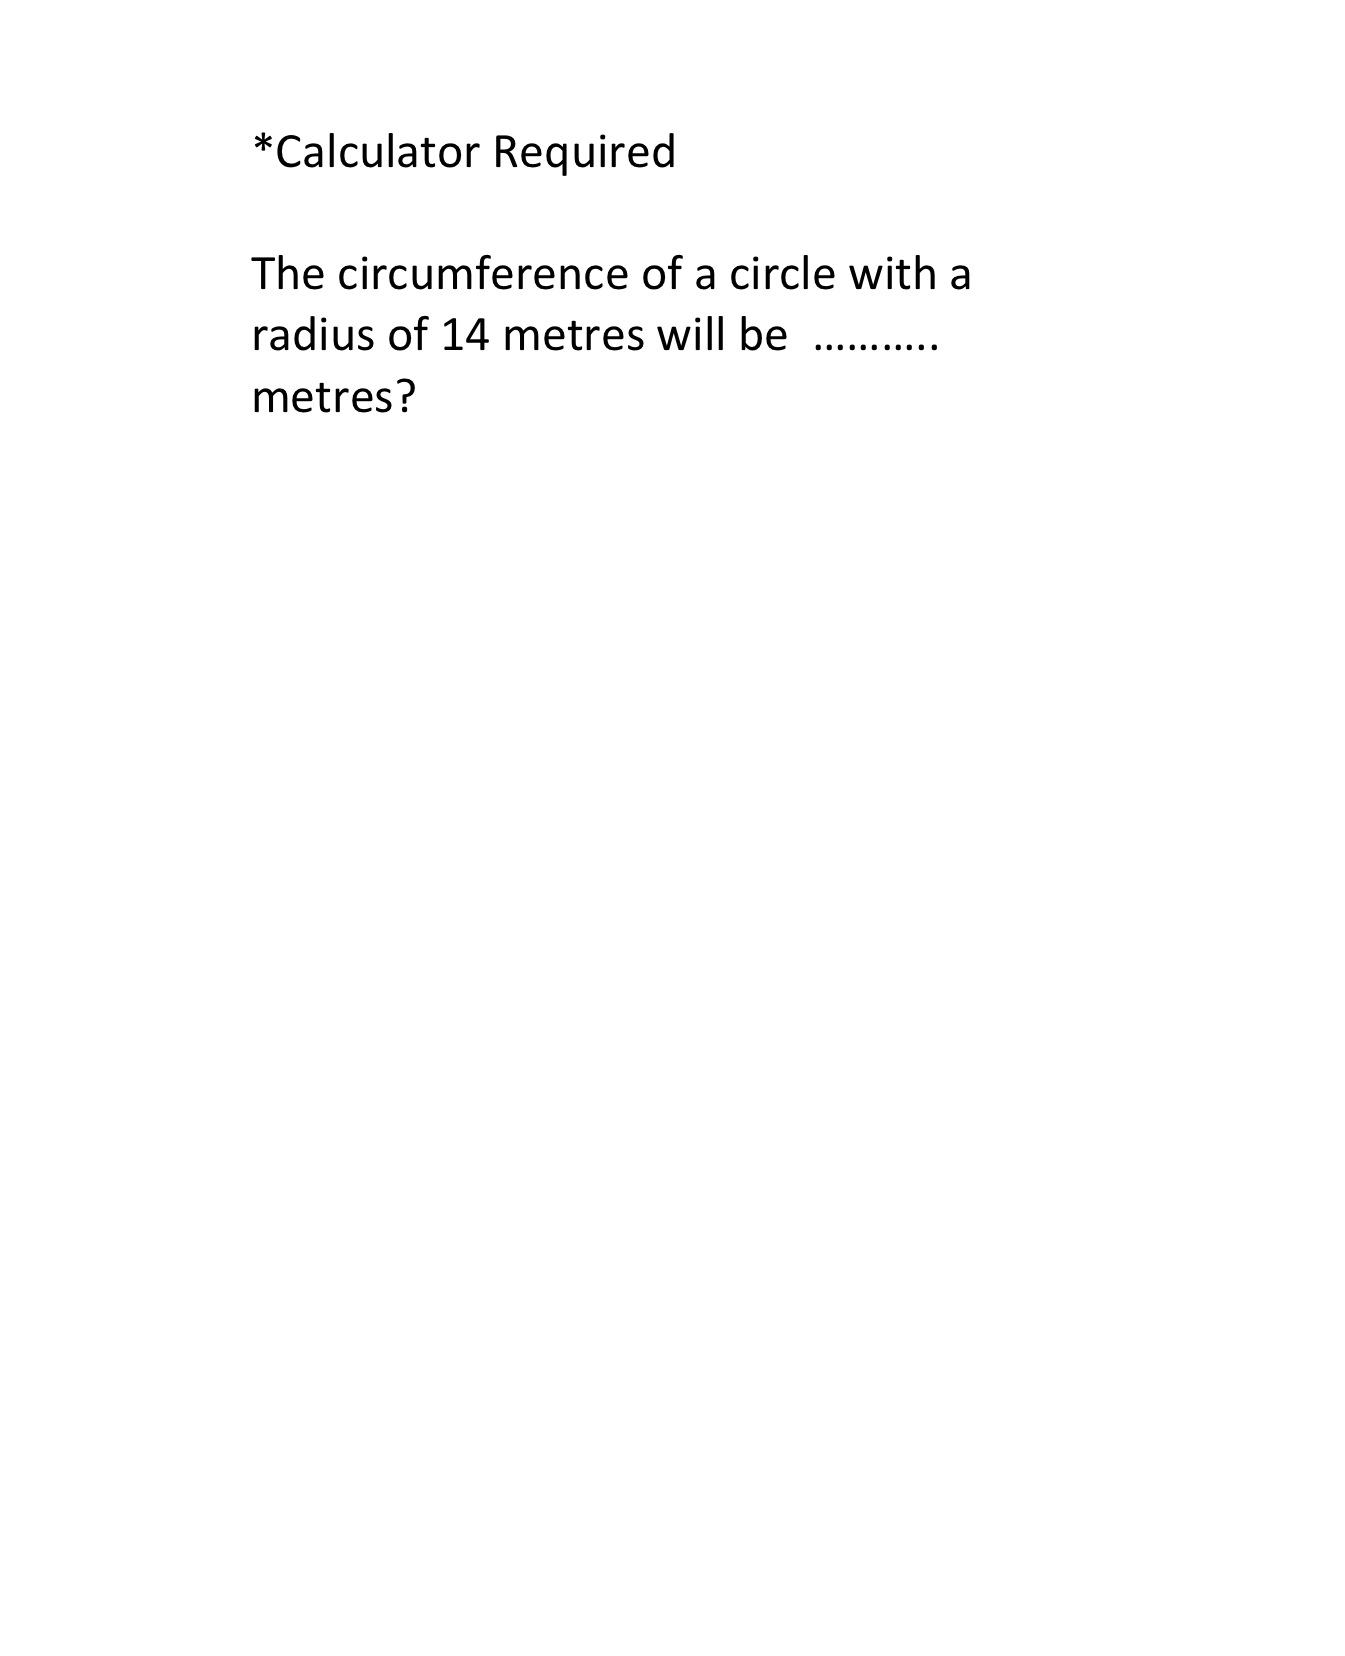 *Calculator Required
The circumference of a circle with a
radius of 14 metres will be  ………..
metres?